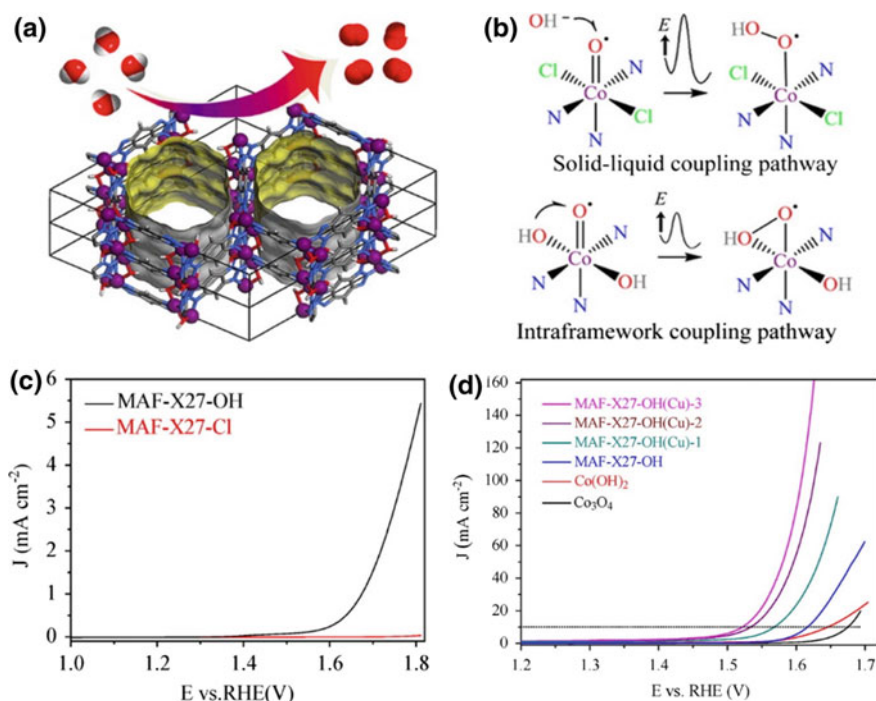 (a)
(b)
OH
O•
E
HO
O•
Cl
N
Co
N
Cl
N
Cl
N
Co
N
Cl
N
Solid-liquid coupling pathway
O•
E
O•
HO
N
Co
N
OH
N
HO
N
Co
N
OH
N
Intraframework coupling pathway
(c)
MAF-X27-OH
MAF-X27-Cl
J (mA cm-2)
6
5
4
3
2
1
0
1.0 1.2 1.4 1.6 1.8
E vs.RHE(V)
(d)
MAF-X27-OH(Cu)-3
MAF-X27-OH(Cu)-2
MAF-X27-OH(Cu)-1
MAF-X27-OH
Co(OH)2
Co3O4
J (mA cm-2)
160
140
120
100
80
60
40
20
0
1.2 1.3 1.4 1.5 1.6 1.7
E vs. RHE (V)